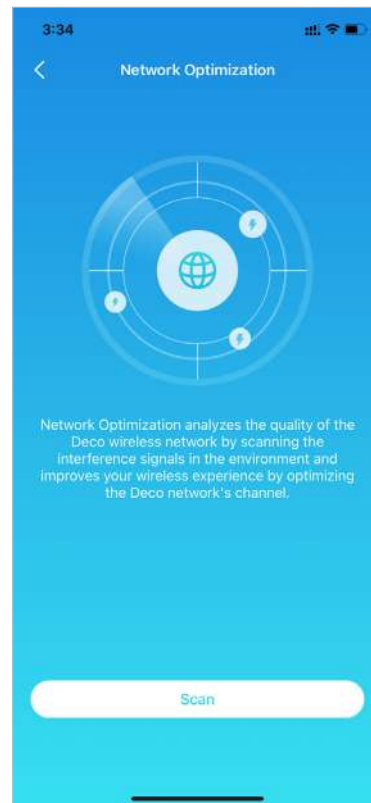 3:34
Network Optimization
Network Optimization analyzes the quality of the
Deco wireless network by scanning the
interference signals in the environment and
improves your wireless experience by optimizing
the Deco network's channel.
Scan